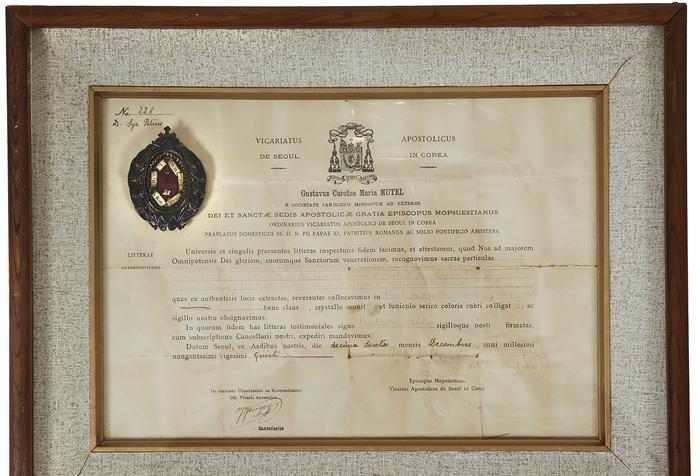 No. 228
D. Sye Petrus
VICARIATUS APOSTOLICUS
DE SEOUL IN COREA
Gustavus Carolus Maria MUTEL
E SOCIETATE PARISIENSI MISSIONUM AD EXTEROS
DEI ET SANCTÆ SEDIS APOSTOLICÆ GRATIA EPISCOPUS MOPSUESTIANUS
ORDINARIUS VICARIATUS APOSTOLICI DE SEOUL IN COREA
PRAELATUS DOMESTICUS SS. D. N. PII PAPAE XI, PATRITIUS ROMANUS AC SOLIO PONTIFICIO ASSISTENS.
LITTERAE
AUTHENTICITATIS
Universis et singulis praesentes litteras inspecturis fidem facimus, et attestamur, quod Nos ad majorem
Omnipotentis Dei gloriam, suorumque Sanctorum venerationem, recognovimus sacras particulas
quas ex authenticis locis extractas, reverenter collocavimus in
bene claus , crystallo munit et funiculo serico coloris rubri colligat , ac
sigillo nostro obsignavimus.
In quorum fidem has litteras testimoniales signo sigilloque nostr firmatas,
cum subscriptione Cancellarii nostri, expediri mandavimus.
Datum Seoul, ex Aedibus nostris, die decima sexta mensis Decembris, anni millesimi
nongentesimi vigesimi Quinti
De mandato Illustrissimi ac Reverendissimi
DD. Vicarii Apostolici
Cancellarius
Episcopus Mopsuestian.
Vicarius Apostolicus de Seoul in Corea